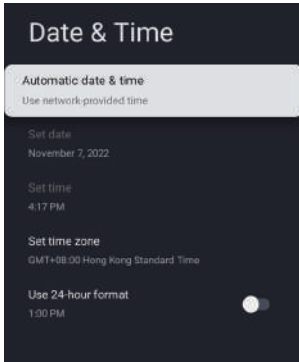 Date & Time
Automatic date & time
Use network-provided time
Set date
November 7, 2022
Set time
4:17 PM
Set time zone
GMT+08:00 Hong Kong Standard Time
Use 24-hour format
1:00 PM